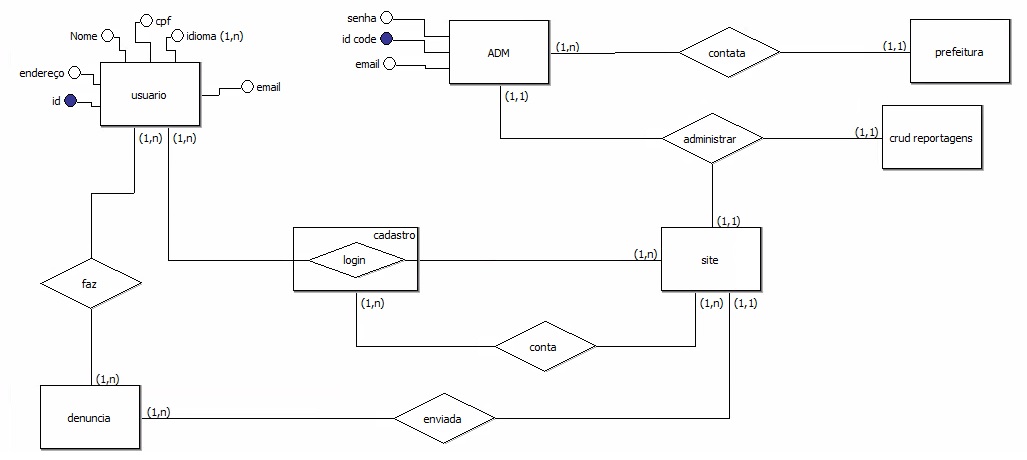 senha
cpf
Nome
idioma (1,n)
id code
ADM
(1,n)
contata
(1,1)
prefeitura
email
endereço
usuario
email
id
(1,1)
(1,n)
(1,n)
administrar
(1,1)
crud reportagens
(1,1)
cadastro
login
(1,n)
site
faz
(1,n)
(1,n)
(1,1)
conta
(1,n)
denuncia
(1,n)
enviada